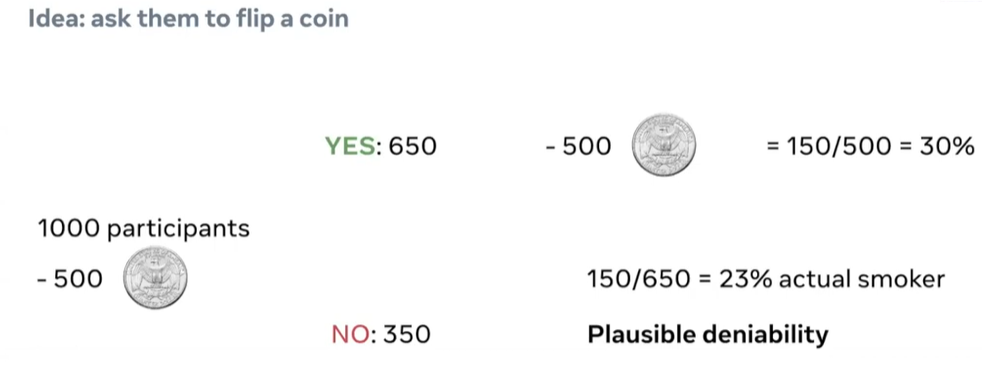 Idea: ask them to flip a coin
YES: 650
- 500
= 150/500 = 30%
1000 participants
- 500
150/650 = 23% actual smoker
NO: 350
Plausible deniability